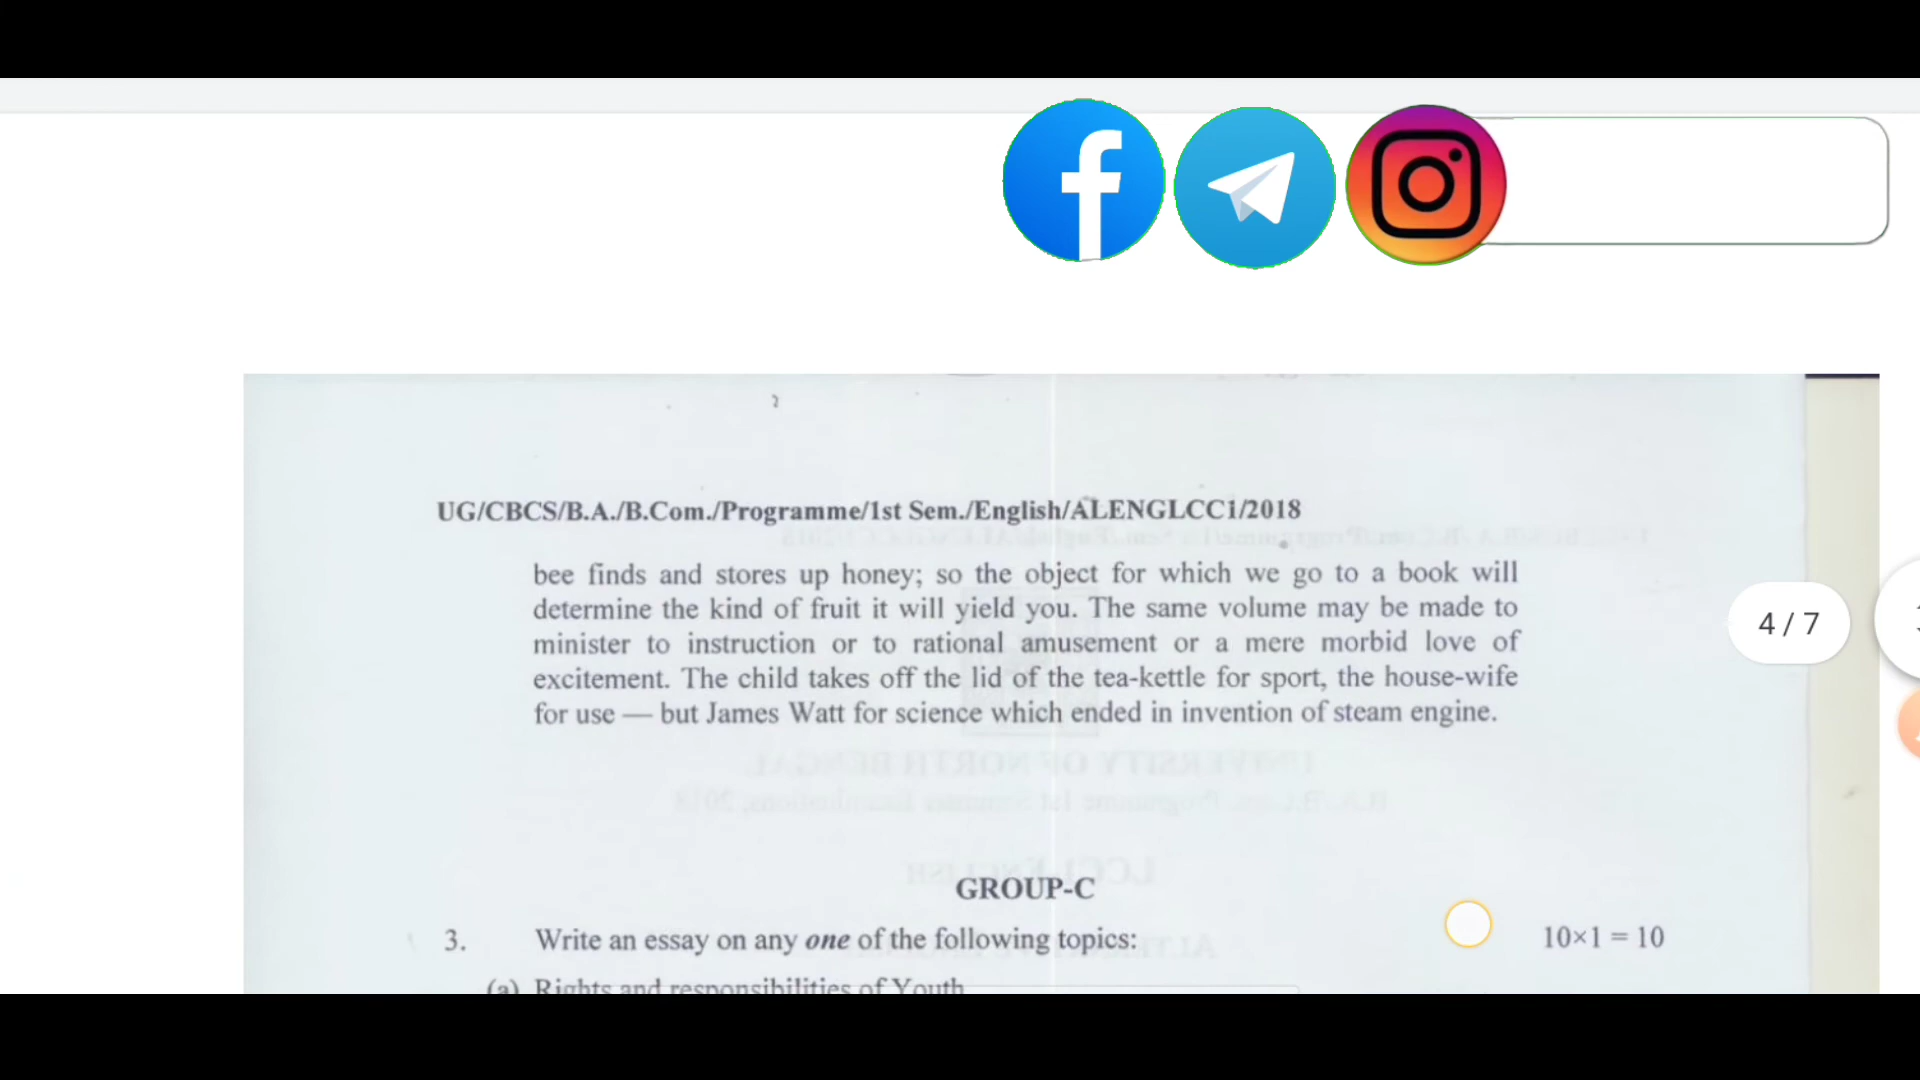 UG/CBCS/B.A./B.Com./Programme/1st Sem./English/ALENGLCC1/2018
bee finds and stores up honey; so the object for which we go to a book will
determine the kind of fruit it will yield you. The same volume may be made to
minister to instruction or to rational amusement or a mere morbid love of
excitement. The child takes off the lid of the tea-kettle for sport, the house-wife
for use — but James Watt for science which ended in invention of steam engine.
4 / 7
UNIVERSITY OF NORTH BENGAL
GROUP-C
3. Write an essay on any one of the following topics: 10×1 = 10
(a) Rights and responsibilities of Youth